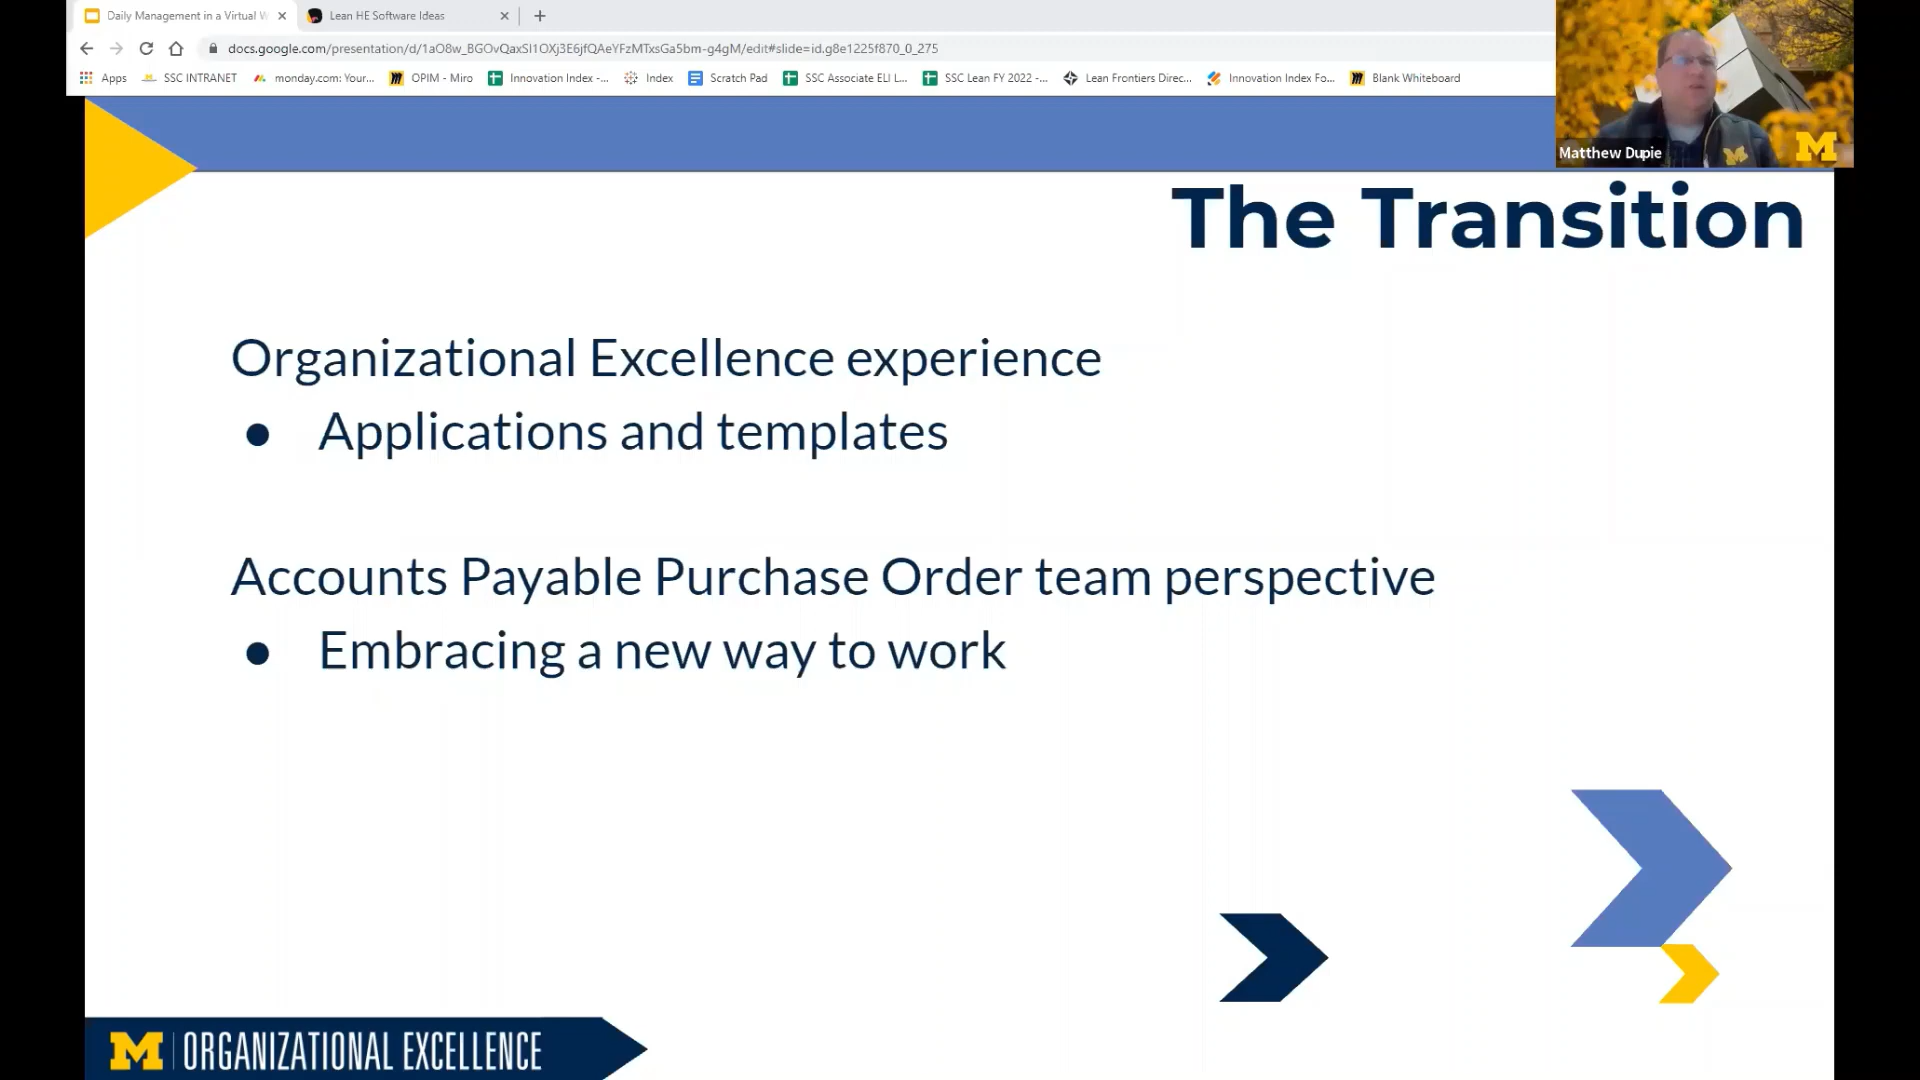 Daily Management in a Virtual W
Lean HE Software Ideas
docs.google.com/presentation/d/1aO8w_BGOvQaxSI1OXj3E6jfQAeYFzMTxsGa5bm-g4gM/edit#slide=id.g8e1225f870_0_275
Apps SSC INTRANET monday.com: Your... OPIM - Miro Innovation Index -... Index Scratch Pad SSC Associate ELI L... SSC Lean FY 2022 -... Lean Frontiers Direc... Innovation Index Fo... Blank Whiteboard
M
Matthew Dupie
The Transition
Organizational Excellence experience
● Applications and templates
Accounts Payable Purchase Order team perspective
● Embracing a new way to work
M ORGANIZATIONAL EXCELLENCE